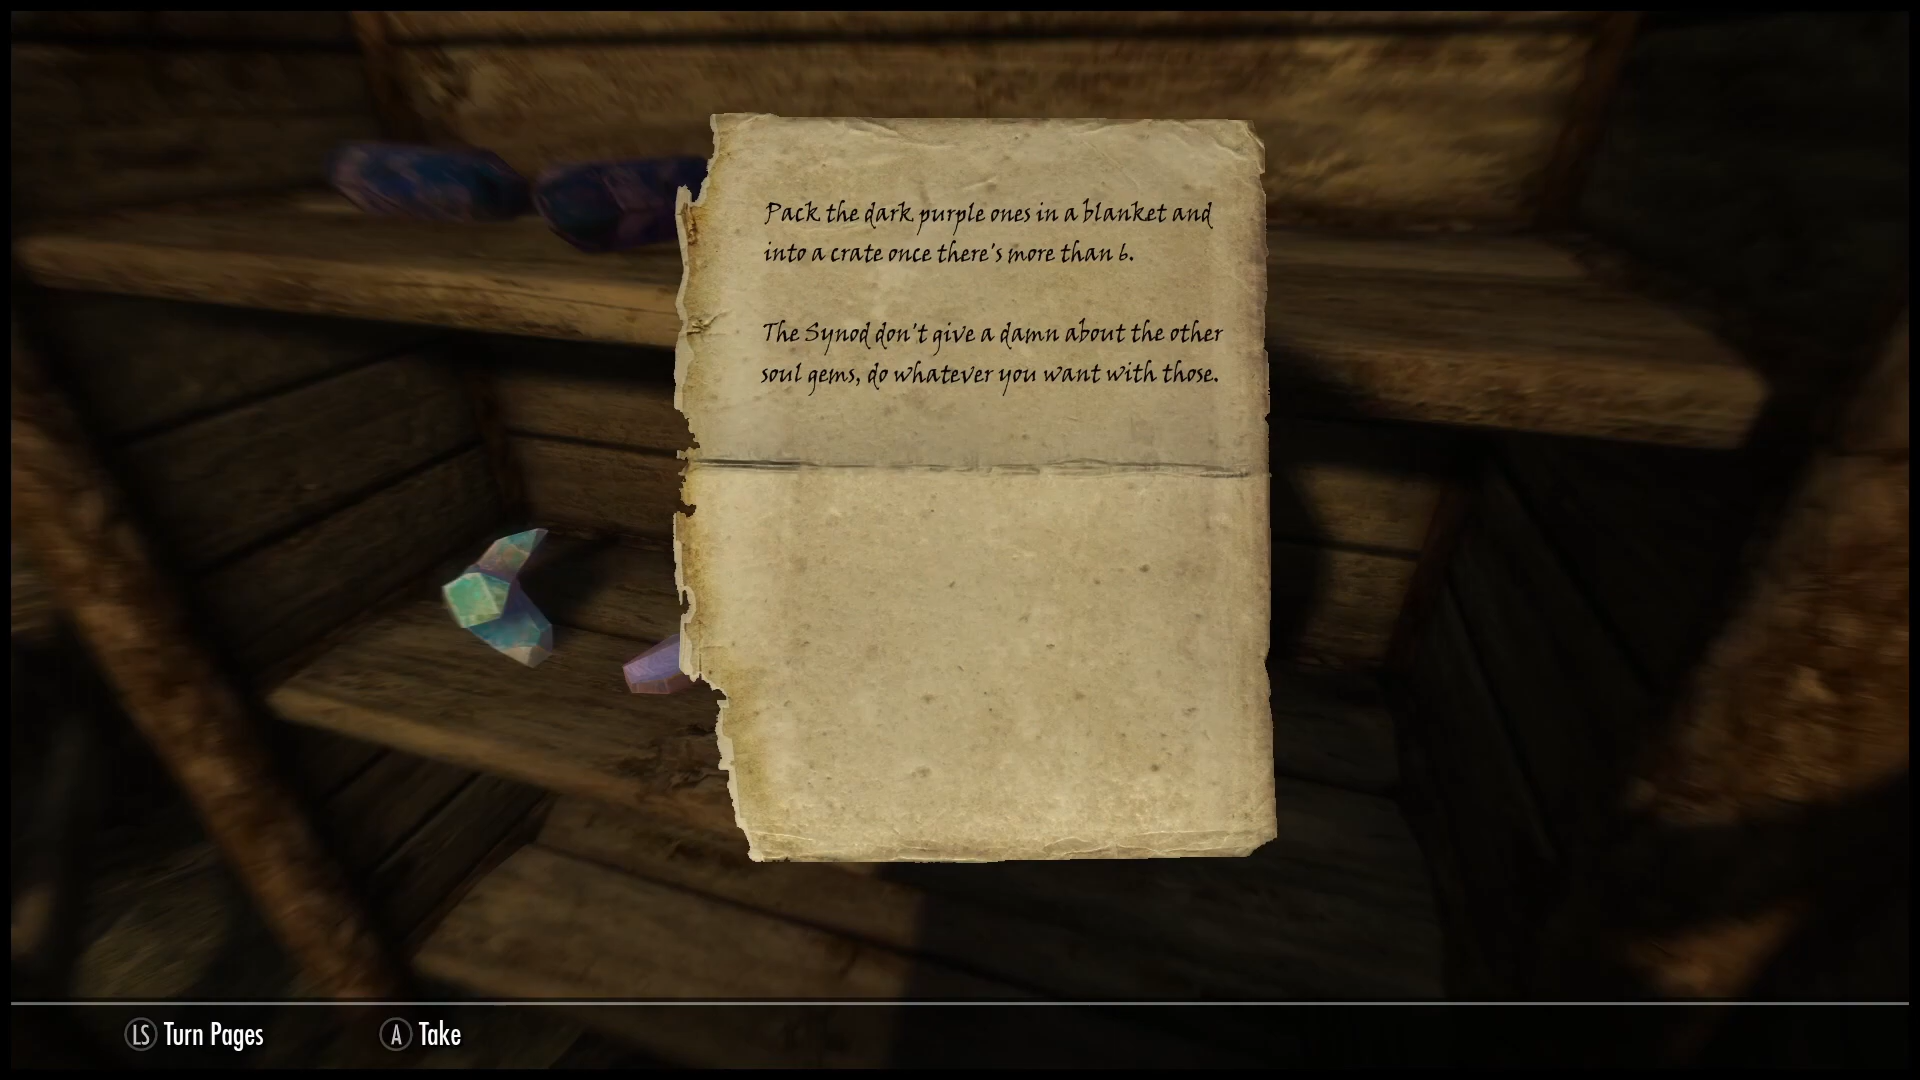 Pack the dark purple ones in a blanket and
into a crate once there's more than 6.
The Synod don't give a damn about the other
soul gems, do whatever you want with those.
LS Turn Pages A Take